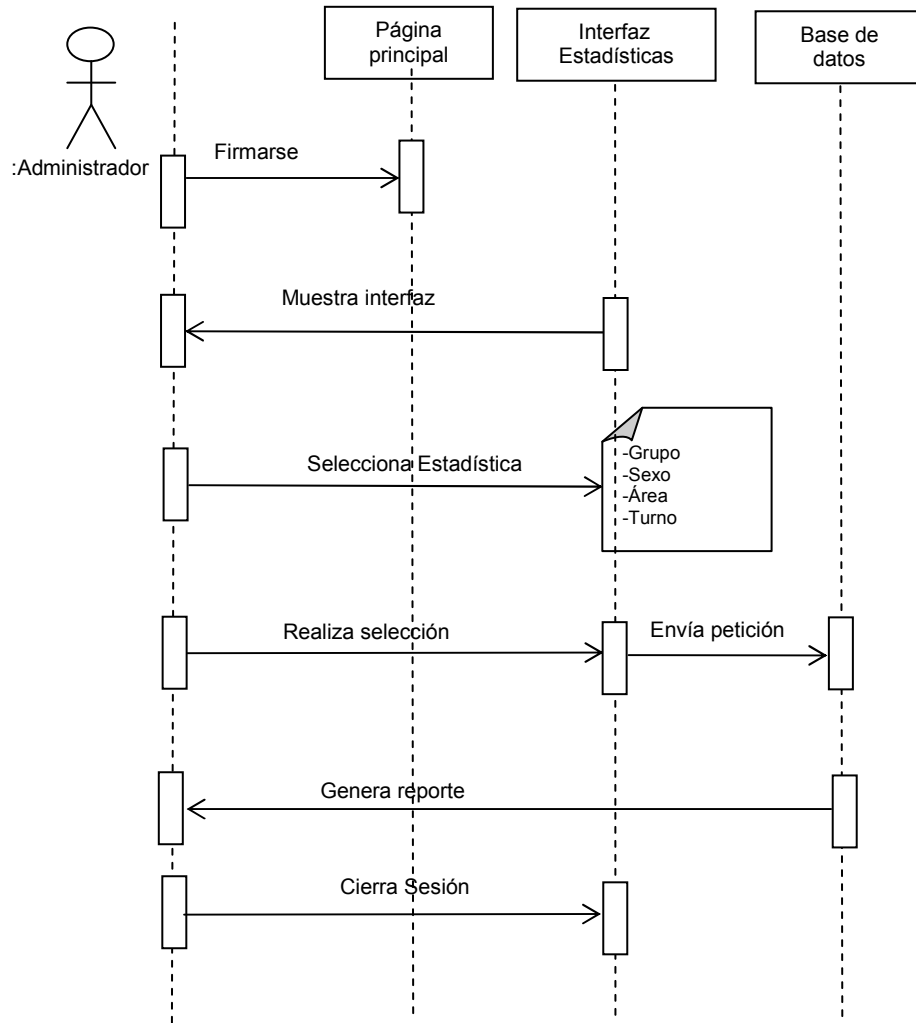 Página
principal
Interfaz
Estadísticas
Base de
datos
:Administrador
Firmarse
Muestra interfaz
Selecciona Estadística
-Grupo
-Sexo
-Área
-Turno
Realiza selección
Envía petición
Genera reporte
Cierra Sesión